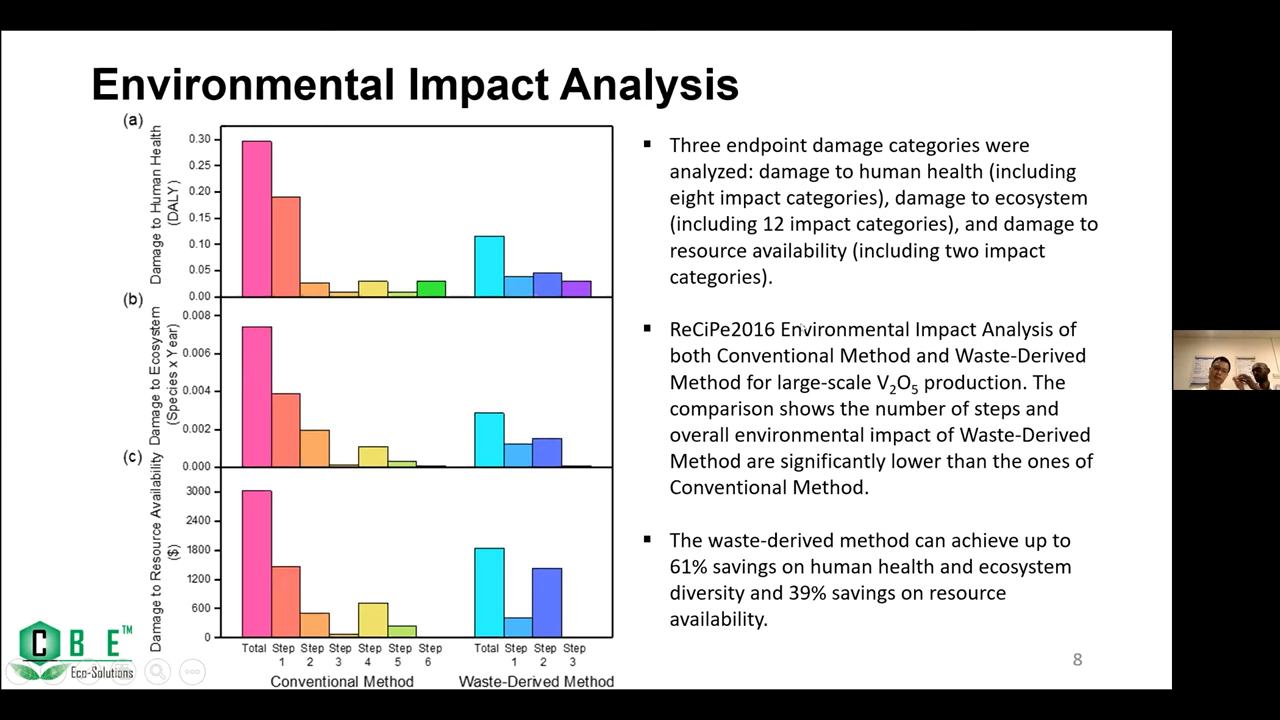 Environmental Impact Analysis
(a)
Damage to Human Health
(DALY)
0.30
0.25
0.20
0.15
0.10
0.05
0.00
(b)
Damage to Ecosystem
(Species x Year)
0.008
0.006
0.004
0.002
0.000
(c)
Damage to Resource Availability
($)
3000
2400
1800
1200
600
0
Total Step Step Step Step Step Step Total Step Step Step
1 2 3 4 5 6 1 2 3
Conventional Method Waste-Derived Method
▪ Three endpoint damage categories were
analyzed: damage to human health (including
eight impact categories), damage to ecosystem
(including 12 impact categories), and damage to
resource availability (including two impact
categories).
▪ ReCiPe2016 Environmental Impact Analysis of
both Conventional Method and Waste-Derived
Method for large-scale V₂O₅ production. The
comparison shows the number of steps and
overall environmental impact of Waste-Derived
Method are significantly lower than the ones of
Conventional Method.
▪ The waste-derived method can achieve up to
61% savings on human health and ecosystem
diversity and 39% savings on resource
availability.
CBE™
Eco-Solutions
8